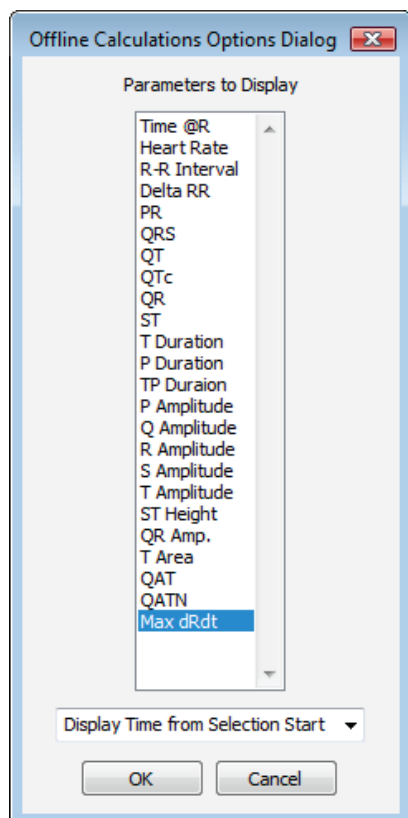 Offline Calculations Options Dialog
Parameters to Display
Time @R
Heart Rate
R-R Interval
Delta RR
PR
QRS
QT
QTc
QR
ST
T Duration
P Duration
TP Duraion
P Amplitude
Q Amplitude
R Amplitude
S Amplitude
T Amplitude
ST Height
QR Amp.
T Area
QAT
QATN
Max dRdt
Display Time from Selection Start
OK Cancel